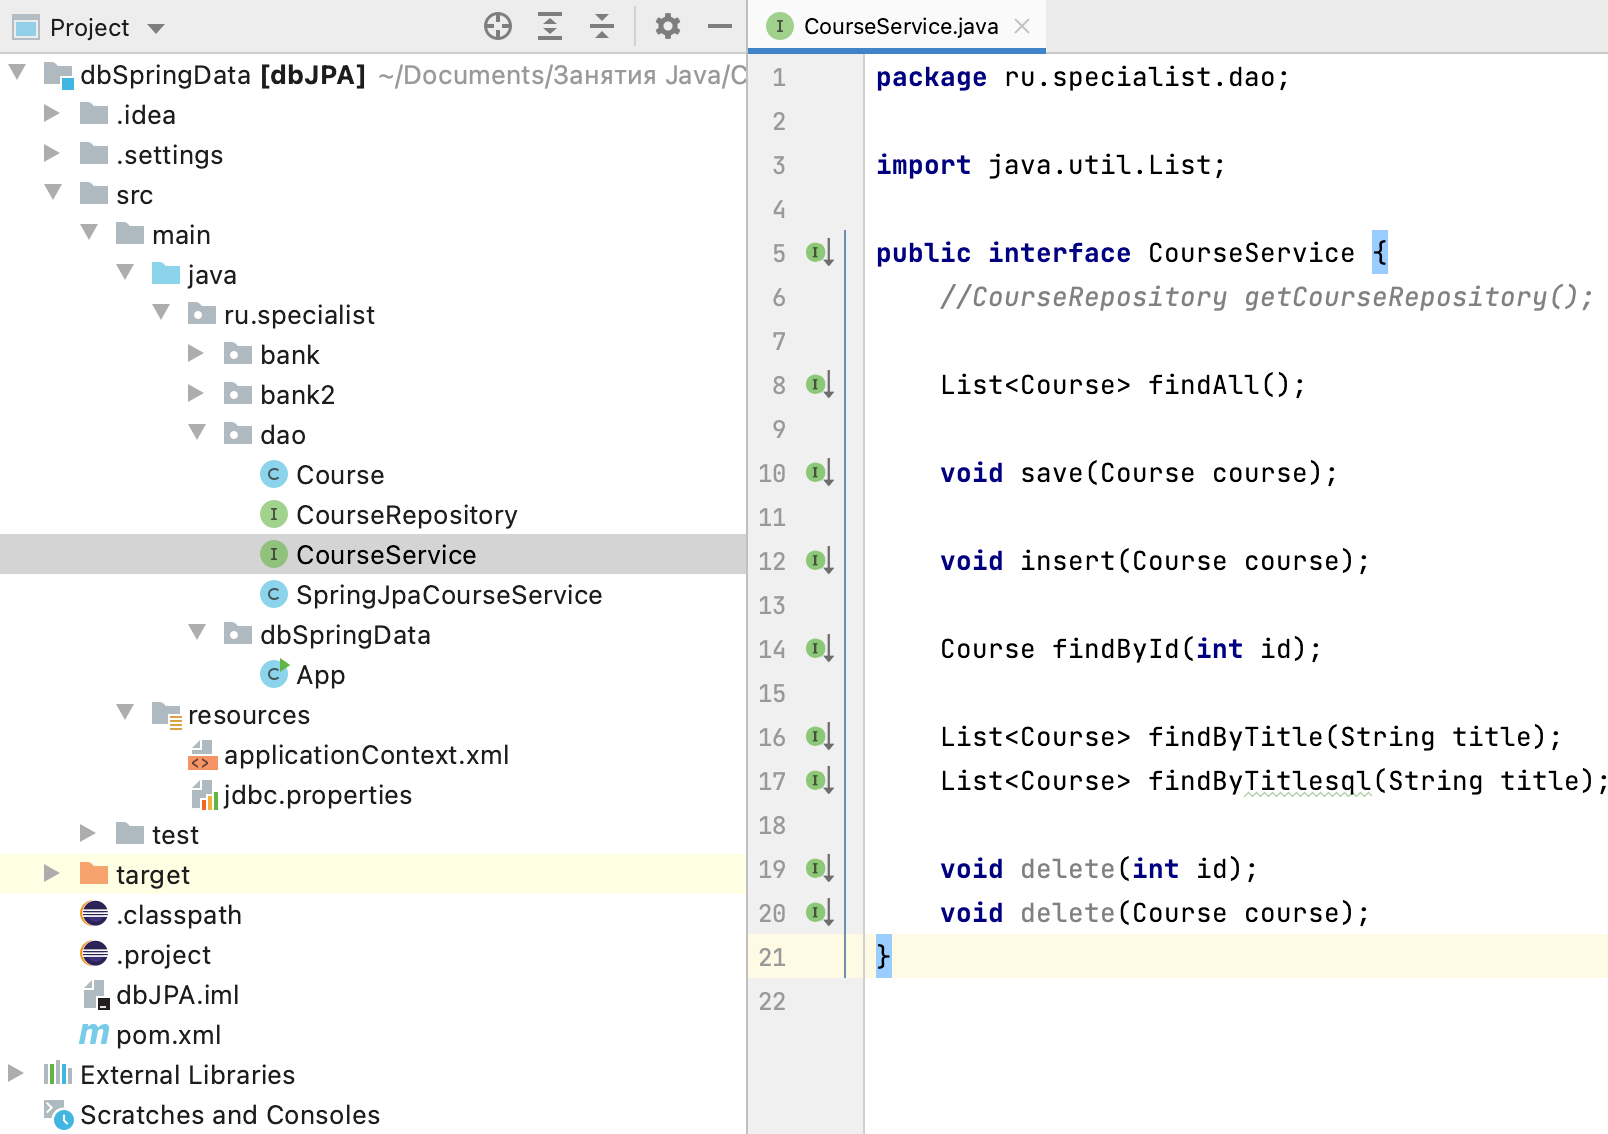 Project
dbSpringData [dbJPA] ~/Documents/Занятия Java/C
.idea
.settings
src
main
java
ru.specialist
bank
bank2
dao
Course
CourseRepository
CourseService
SpringJpaCourseService
dbSpringData
App
resources
applicationContext.xml
jdbc.properties
test
target
.classpath
.project
dbJPA.iml
pom.xml
External Libraries
Scratches and Consoles
CourseService.java
1 package ru.specialist.dao;
2
3 import java.util.List;
4
5 public interface CourseService {
6 //CourseRepository getCourseRepository();
7
8 List<Course> findAll();
9
10 void save(Course course);
11
12 void insert(Course course);
13
14 Course findById(int id);
15
16 List<Course> findByTitle(String title);
17 List<Course> findByTitlesql(String title);
18
19 void delete(int id);
20 void delete(Course course);
21 }
22